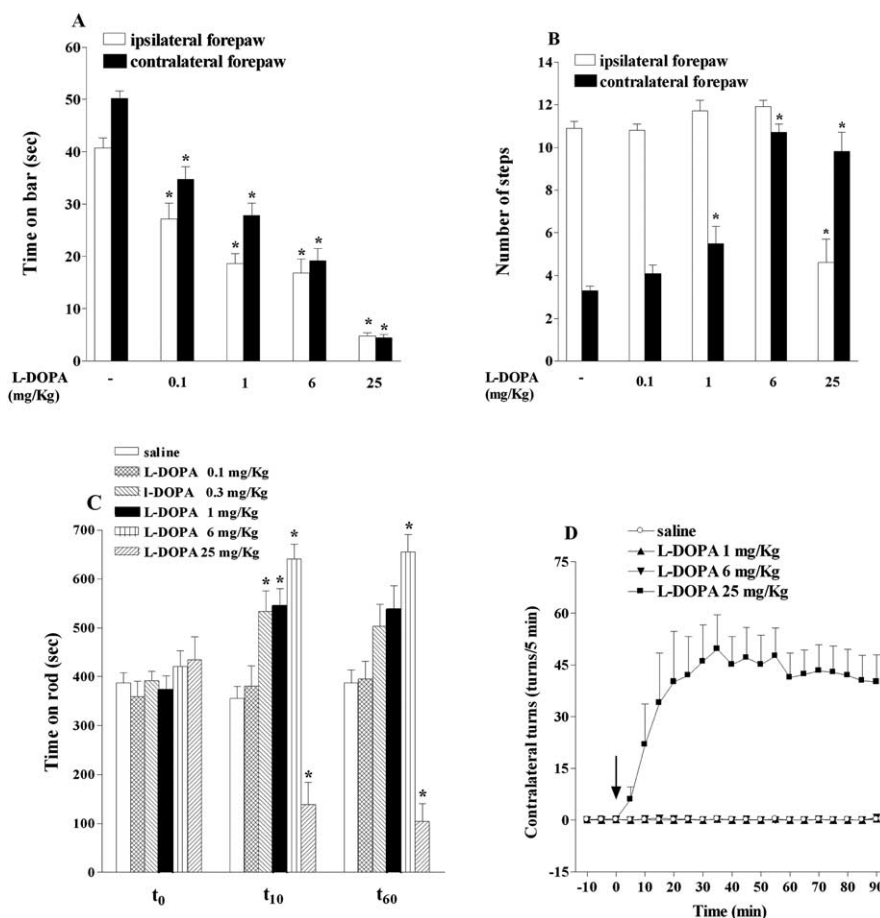 A
ipsilateral forepaw
contralateral forepaw
60
50
40
30
20
10
0
Time on bar (sec)
* * * * * * * *
L-DOPA - 0.1 1 6 25
(mg/Kg)
B
ipsilateral forepaw
contralateral forepaw
14
12
10
8
6
4
2
0
Number of steps
* * * *
L-DOPA - 0.1 1 6 25
(mg/Kg)
saline
L-DOPA 0.1 mg/Kg
l-DOPA 0.3 mg/Kg
L-DOPA 1 mg/Kg
L-DOPA 6 mg/Kg
L-DOPA 25 mg/Kg
C
700
600
500
400
300
200
100
00
Time on rod (sec)
* * * * * *
t0 t10 t60
D
saline
L-DOPA 1 mg/Kg
L-DOPA 6 mg/Kg
L-DOPA 25 mg/Kg
75
60
45
30
15
0
-15
Contralateral turns (turns/5 min)
-10 0 10 20 30 40 50 60 70 80 90
Time (min)